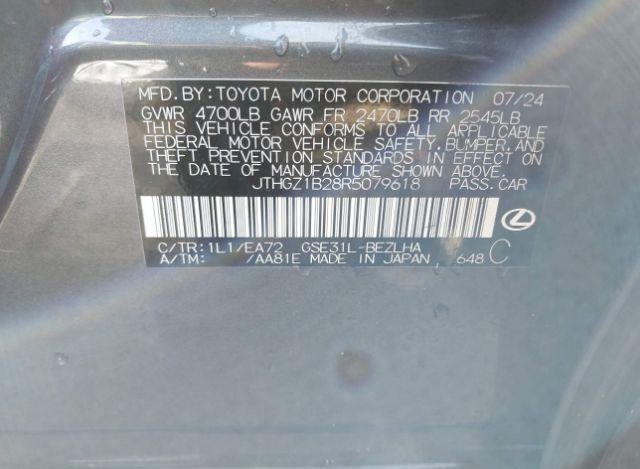 MFD.BY:TOYOTA MOTOR CORPORATION 07/24
GVWR 4700LB GAWR FR 2470LB RR 2545LB
THIS VEHICLE CONFORMS TO ALL APPLICABLE
FEDERAL MOTOR VEHICLE SAFETY,BUMPER,AND
THEFT PREVENTION STANDARDS IN EFFECT ON
THE DATE OF MANUFACTURE SHOWN ABOVE.
JTHGZ1B28R5079618 PASS.CAR
C/TR:1L1/EA72 GSE31L-BEZLHA
A/TM: /AA81E MADE IN JAPAN 648 C